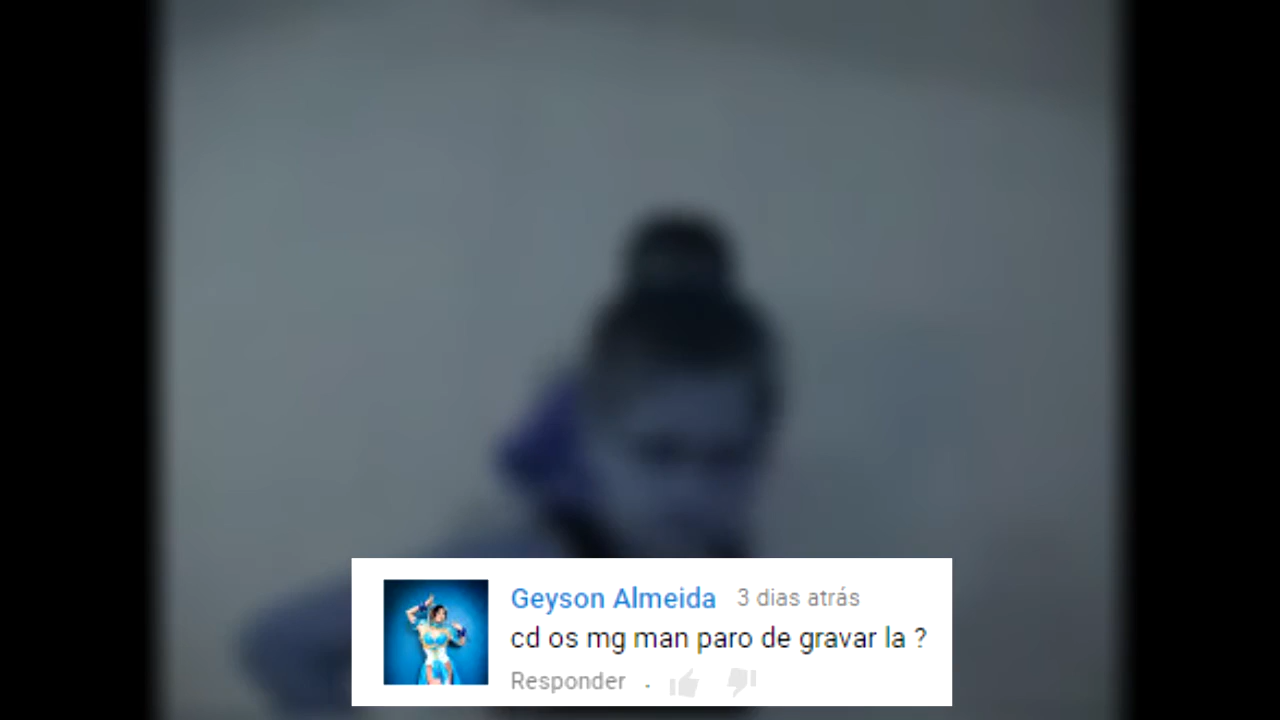 Geyson Almeida 3 dias atrás
cd os mg man paro de gravar la ?
Responder .